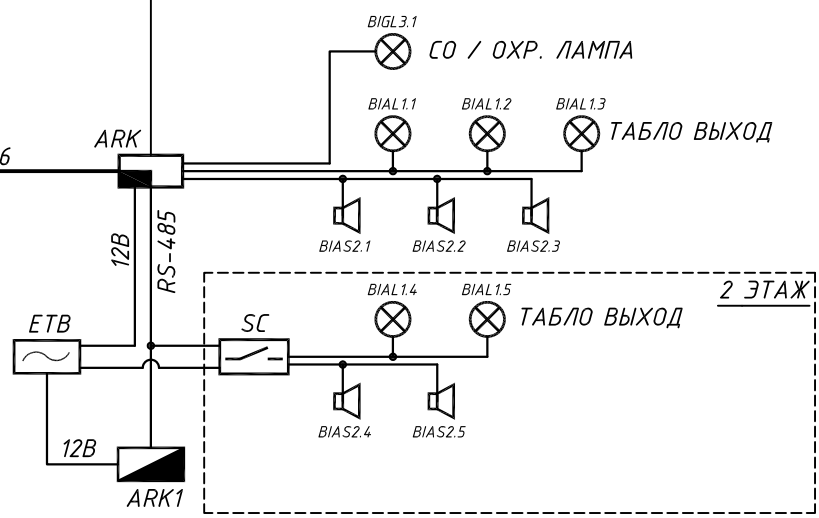 BIGL3.1
СО / ОХР. ЛАМПА
BIAL1.1 BIAL1.2 BIAL1.3
ТАБЛО ВЫХОД
ARK
6
BIAS2.1 BIAS2.2 BIAS2.3
12В
RS-485
2 ЭТАЖ
BIAL1.4 BIAL1.5
ТАБЛО ВЫХОД
ETB
SC
BIAS2.4 BIAS2.5
12В
ARK1